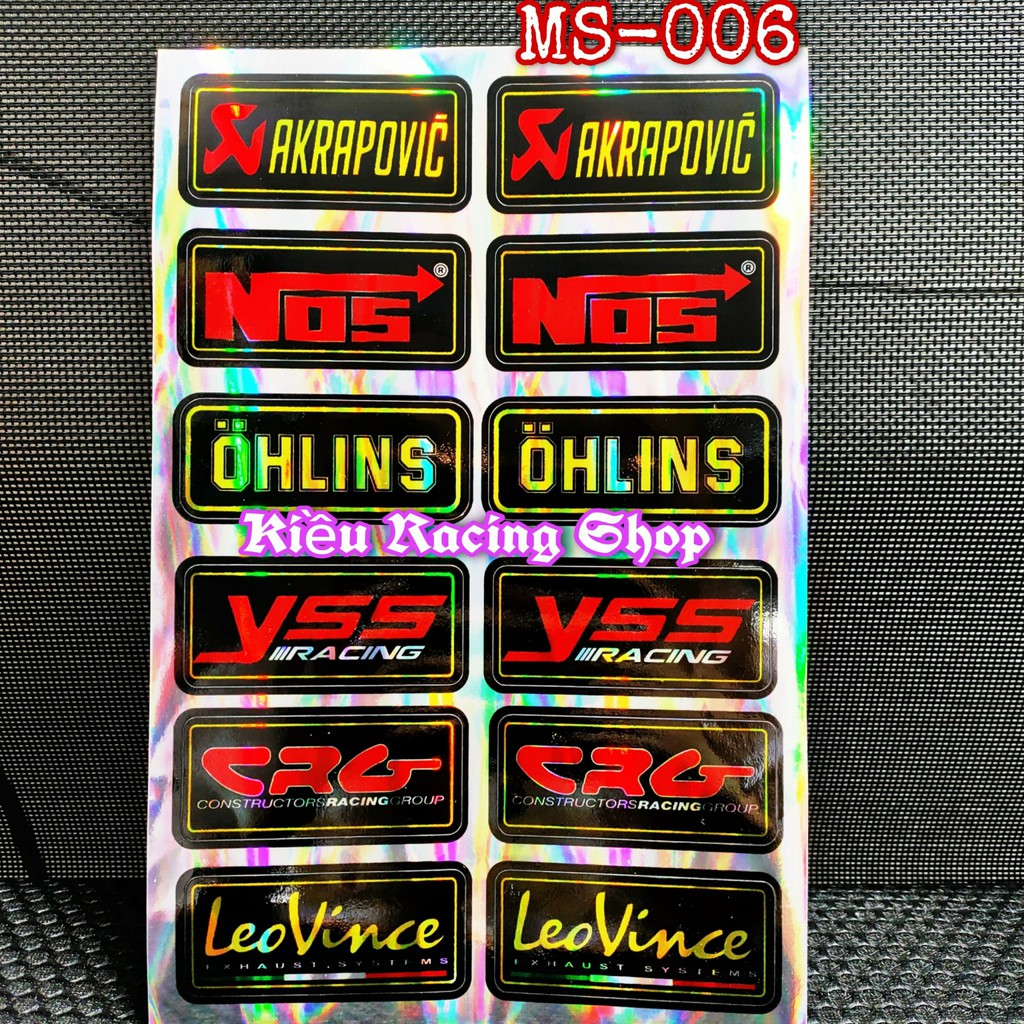 MS-006
AKRAPOVIČ AKRAPOVIČ
NOS® NOS®
ÖHLINS ÖHLINS
Kiều Racing Shop
YSS YSS
RACING RACING
CRG CRG
CONSTRUCTORSRACINGGROUP CONSTRUCTORSRACINGGROUP
LeoVince LeoVince
EXHAUST SYSTEMS EXHAUST SYSTEMS